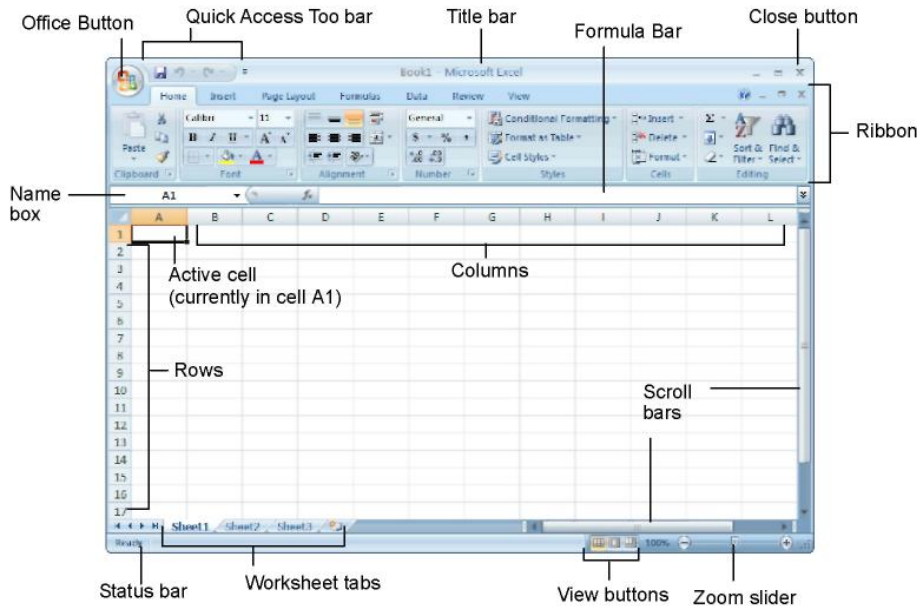 Office Button
Quick Access Too bar
Title bar
Formula Bar
Close button
Book1 - Microsoft Excel
Home Insert Page Layout Formulas Data Review View
Calibri 11 General Conditional Formatting Insert Σ
Paste B I U A A $ % , Format as Table Delete Sort & Find &
A Cell Styles Format Filter Select
Clipboard Font Alignment Number Styles Cells Editing
Ribbon
Name
box
A1 fx
A B C D E F G H I J K L
1
2
3
4
5
6
7
8
9
10
11
12
13
14
15
16
17
Active cell
(currently in cell A1)
Columns
Rows
Scroll
bars
Sheet1 Sheet2 Sheet3
Ready 100%
Status bar
Worksheet tabs
View buttons
Zoom slider